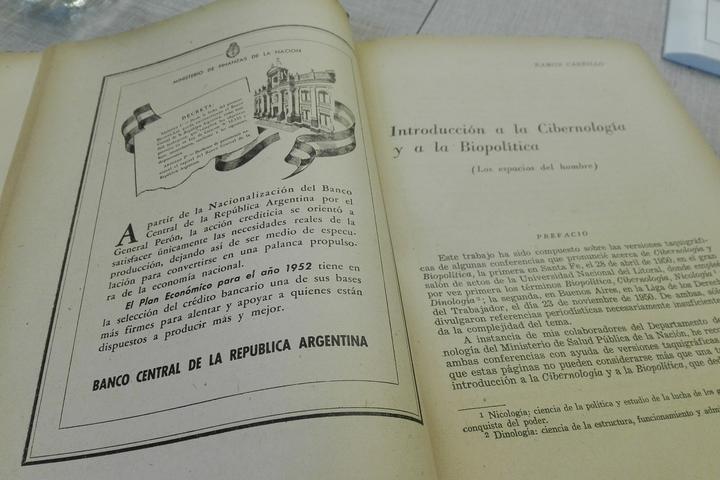 MINISTERIO DE FINANZAS DE LA NACION
DECRETA:
A partir de la Nacionalización del Banco
Central de la República Argentina por el
General Perón, la acción crediticia se orientó a
satisfacer únicamente las necesidades reales de la
producción, dejando así de ser medio de especu-
lación para convertirse en una palanca propulso-
ra de la economía nacional.
El Plan Económico para el año 1952 tiene en
la selección del crédito bancario una de sus bases
más firmes para alentar y apoyar a quienes están
dispuestos a producir más y mejor.
BANCO CENTRAL DE LA REPUBLICA ARGENTINA
RAMON CARRILLO
Introducción a la Cibernología
y a la Biopolítica
(Los espacios del hombre)
PREFACIO
Este trabajo ha sido compuesto sobre las versiones taquigráfi-
cas de algunas conferencias que pronuncié acerca de Cibernología y
Biopolítica, la primera en Santa Fe, el 28 de abril de 1950, en el gran
salón de actos de la Universidad Nacional del Litoral, donde empleé
por vez primera los términos Biopolítica, Cibernología, Nicología 1
Dinología 2; la segunda, en Buenos Aires, en la Liga de los Derech
del Trabajador, el día 23 de noviembre de 1950. De ambas, sólo
divulgaron referencias periodísticas necesariamente insuficient
da la complejidad del tema.
A instancia de mis colaboradores del Departamento de
nología del Ministerio de Salud Pública de la Nación, he reco
ambas conferencias con ayuda de versiones taquigráficas
que estas páginas no pueden considerarse más que una
introducción a la Cibernología y a la Biopolítica, que de
1 Nicología; ciencia de la política y estudio de la lucha de los g
conquista del poder.
2 Dinología: ciencia de la estructura, funcionamiento y adm